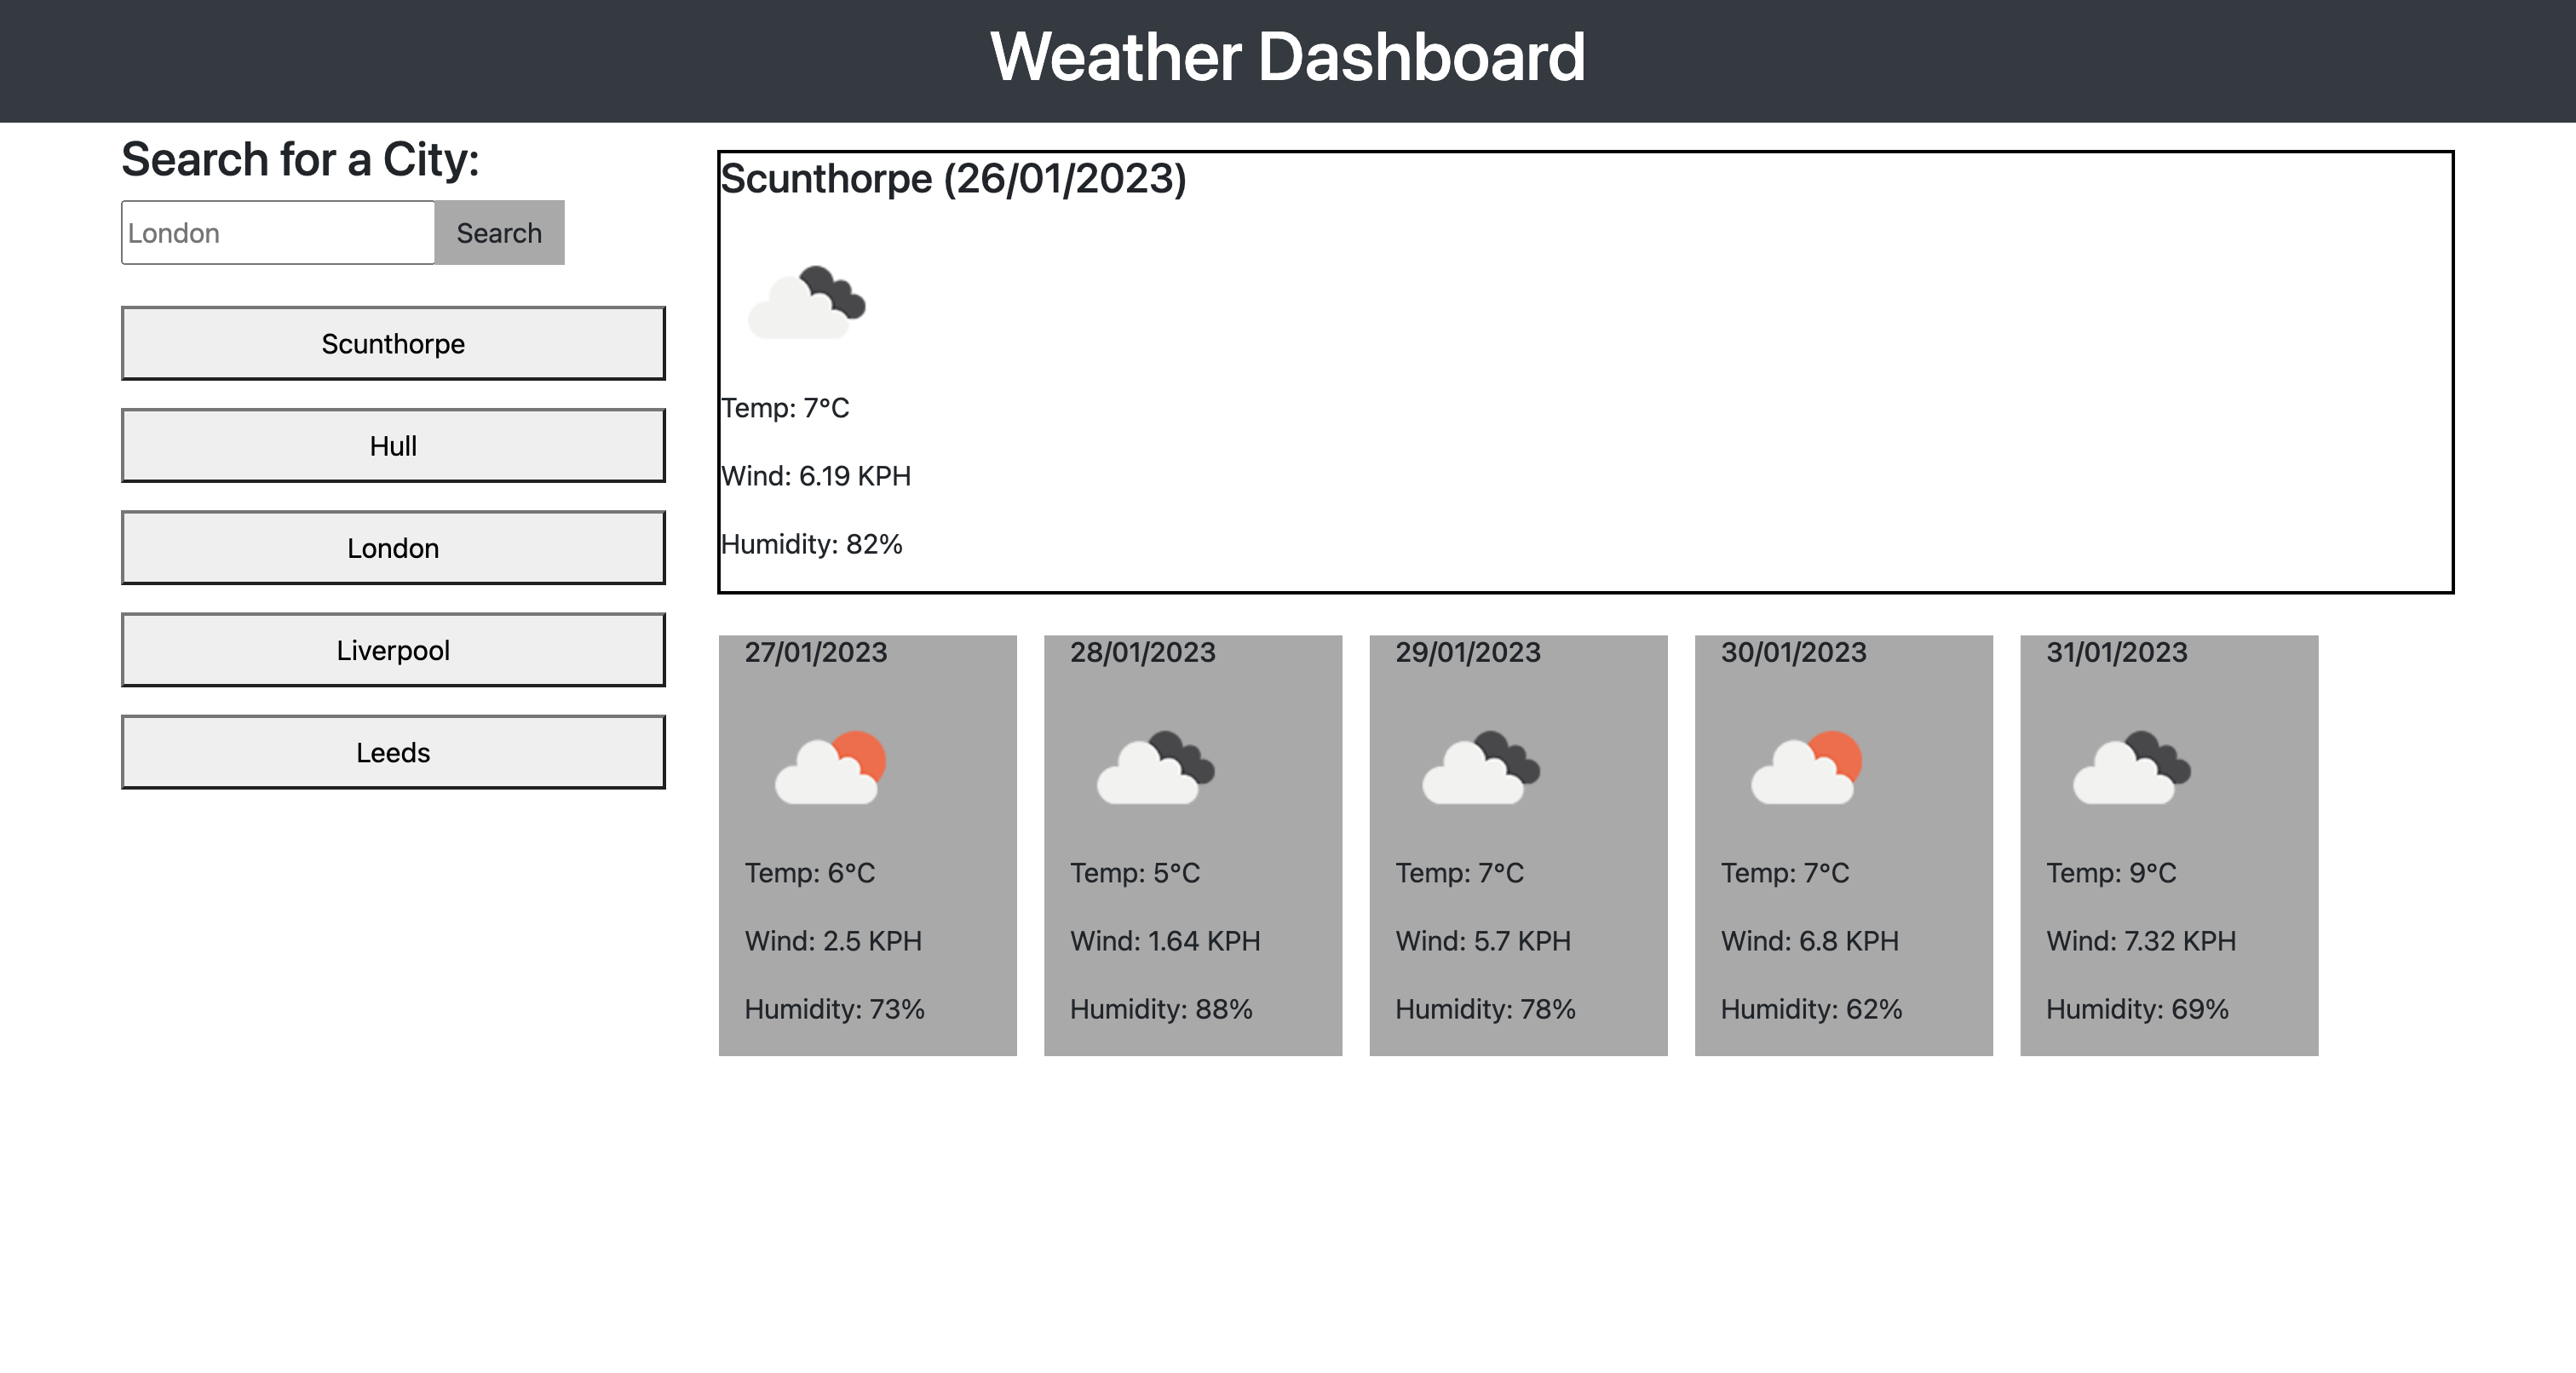 Weather Dashboard
Search for a City:
London
Search
Scunthorpe
Hull
London
Liverpool
Leeds
Scunthorpe (26/01/2023)
Temp: 7°C
Wind: 6.19 KPH
Humidity: 82%
27/01/2023
Temp: 6°C
Wind: 2.5 KPH
Humidity: 73%
28/01/2023
Temp: 5°C
Wind: 1.64 KPH
Humidity: 88%
29/01/2023
Temp: 7°C
Wind: 5.7 KPH
Humidity: 78%
30/01/2023
Temp: 7°C
Wind: 6.8 KPH
Humidity: 62%
31/01/2023
Temp: 9°C
Wind: 7.32 KPH
Humidity: 69%